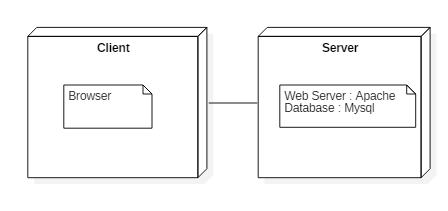 Client
Browser
Server
Web Server : Apache
Database : Mysql